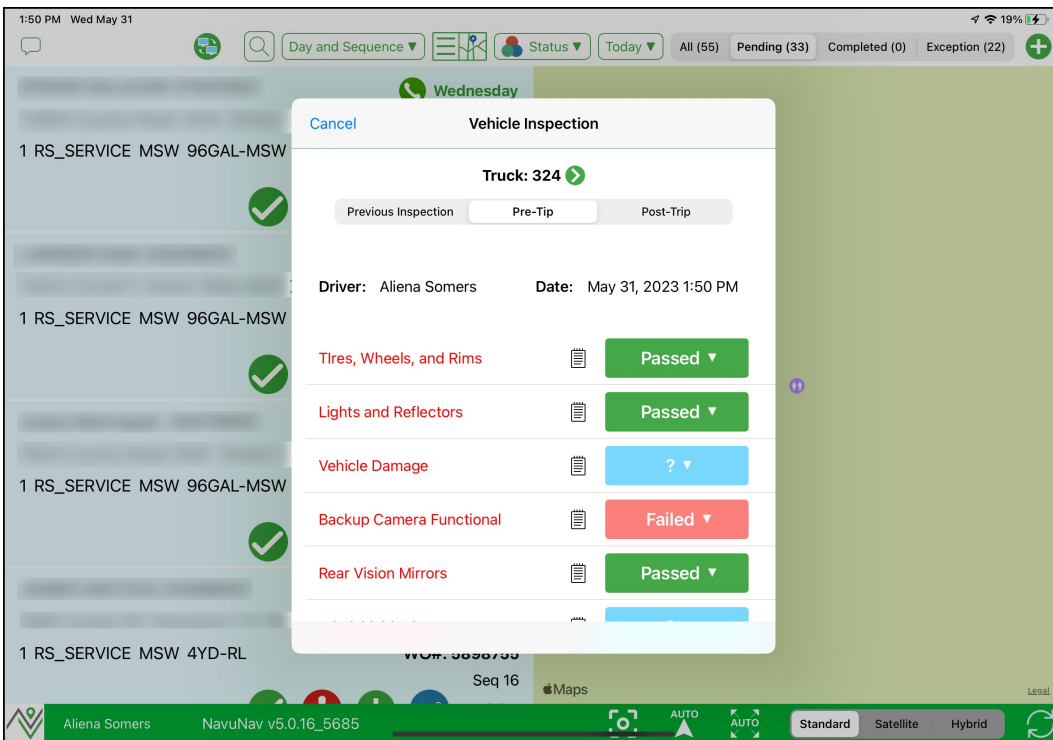 1:50 PM Wed May 31
19%
Day and Sequence ▼
Status ▼
Today ▼
All (55)
Pending (33)
Completed (0)
Exception (22)
Wednesday
1 RS_SERVICE MSW 96GAL-MSW
1 RS_SERVICE MSW 96GAL-MSW
1 RS_SERVICE MSW 96GAL-MSW
1 RS_SERVICE MSW 4YD-RL
WO#: 5898755
Seq 16
Cancel
Vehicle Inspection
Truck: 324
Previous Inspection
Pre-Tip
Post-Trip
Driver: Aliena Somers
Date: May 31, 2023 1:50 PM
TIres, Wheels, and Rims
Passed ▼
Lights and Reflectors
Passed ▼
Vehicle Damage
? ▼
Backup Camera Functional
Failed ▼
Rear Vision Mirrors
Passed ▼
Maps
Legal
Aliena Somers
NavuNav v5.0.16_5685
AUTO
AUTO
Standard
Satellite
Hybrid